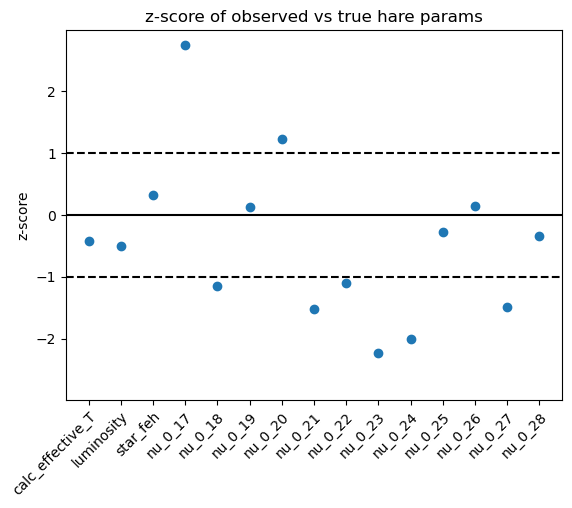 z-score of observed vs true hare params
z-score
2
1
0
−1
−2
calc_effective_T
luminosity
star_feh
nu_0_17
nu_0_18
nu_0_19
nu_0_20
nu_0_21
nu_0_22
nu_0_23
nu_0_24
nu_0_25
nu_0_26
nu_0_27
nu_0_28